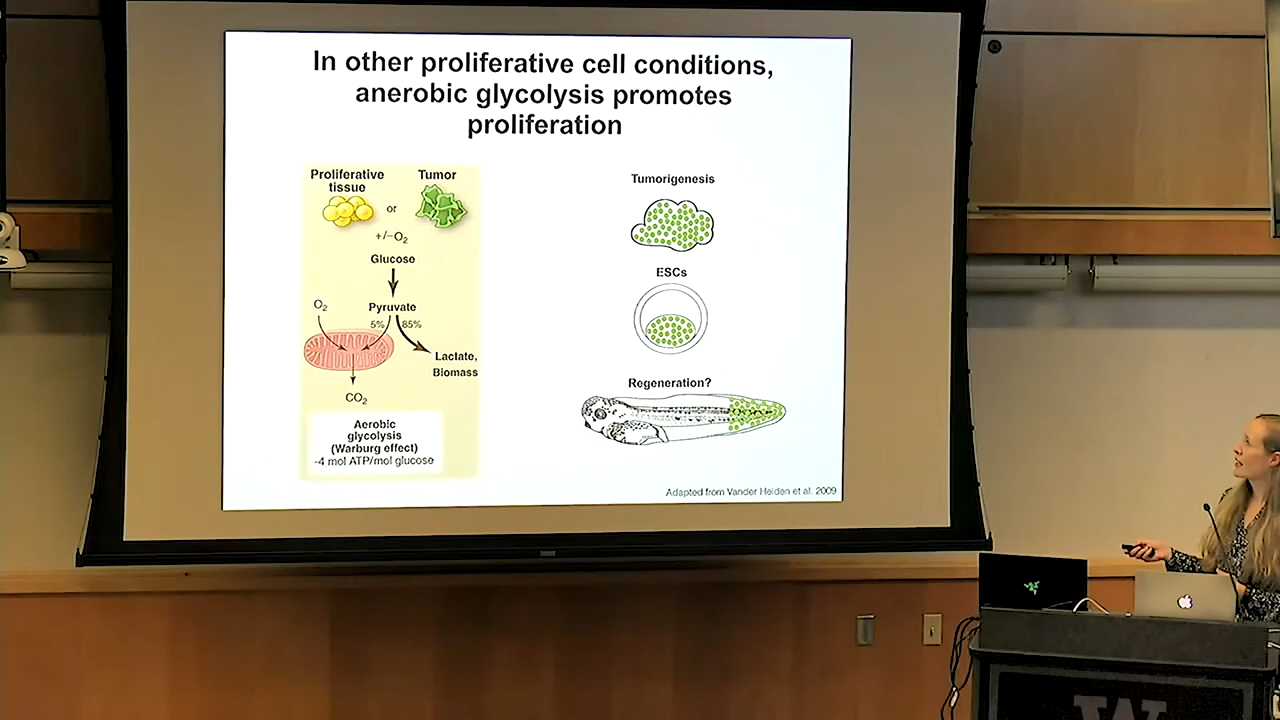 In other proliferative cell conditions,
anerobic glycolysis promotes
proliferation
Proliferative
tissue
or
Tumor
+/−O₂
Glucose
O₂
Pyruvate
5%
85%
Lactate,
Biomass
CO₂
Aerobic
glycolysis
(Warburg effect)
~4 mol ATP/mol glucose
Tumorigenesis
ESCs
Regeneration?
Adapted from Vander Heiden et al. 2009
W